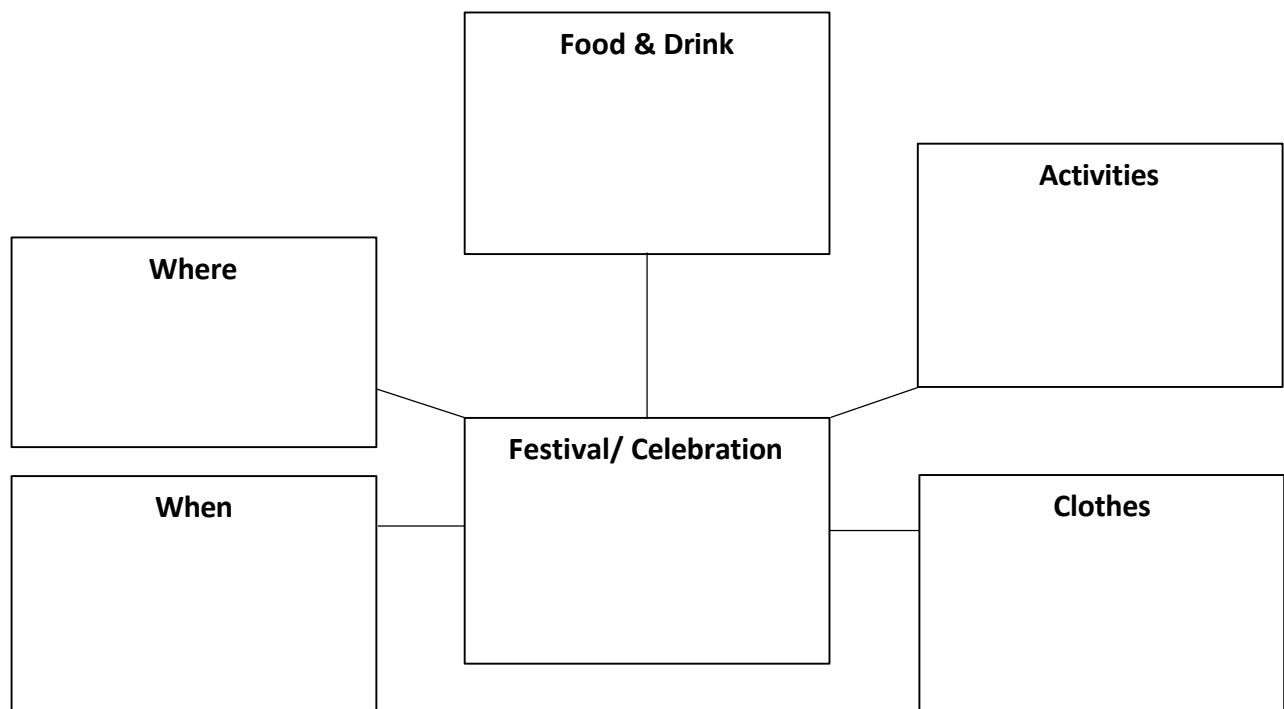 Food & Drink
Activities
Where
Festival/ Celebration
When
Clothes